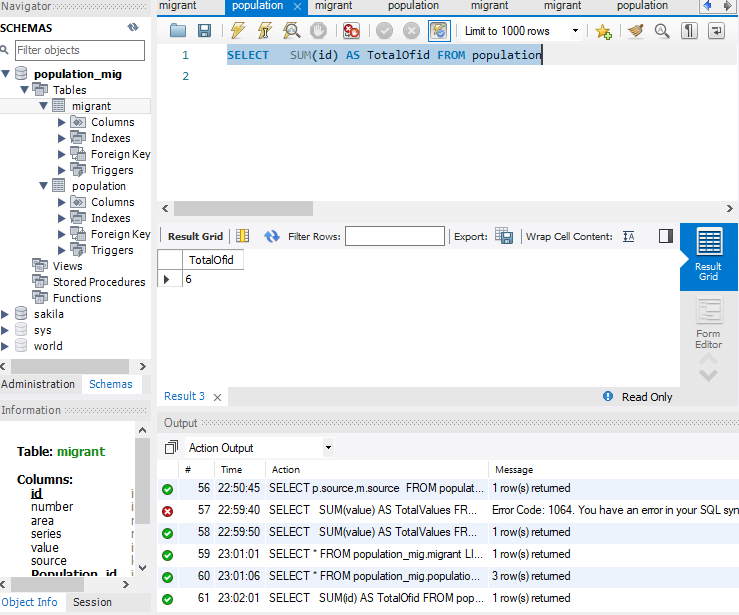 Navigator
migrant population migrant population migrant migrant population
SCHEMAS
Filter objects
Limit to 1000 rows
1 SELECT SUM(id) AS TotalOfid FROM population
2
population_mig
Tables
migrant
Columns
Indexes
Foreign Key
Triggers
population
Columns
Indexes
Foreign Key
Triggers
Views
Stored Procedures
Functions
sakila
sys
world
Administration Schemas
Result Grid Filter Rows: Export: Wrap Cell Content:
TotalOfid
6
Result
Grid
Form
Editor
Result 3
Read Only
Information
Table: migrant
Columns:
id
number
area
series
value
source
Population_id
Object Info Session
Output
Action Output
# Time Action Message
56 22:50:45 SELECT p.source,m.source FROM populat... 1 row(s) returned
57 22:59:40 SELECT SUM(value) AS TotalValues FR... Error Code: 1064. You have an error in your SQL syn
58 22:59:50 SELECT SUM(value) AS TotalValues FR... 1 row(s) returned
59 23:01:01 SELECT * FROM population_mig.migrant LI... 1 row(s) returned
60 23:01:06 SELECT * FROM population_mig.populatio... 3 row(s) returned
61 23:02:01 SELECT SUM(id) AS TotalOfid FROM pop... 1 row(s) returned